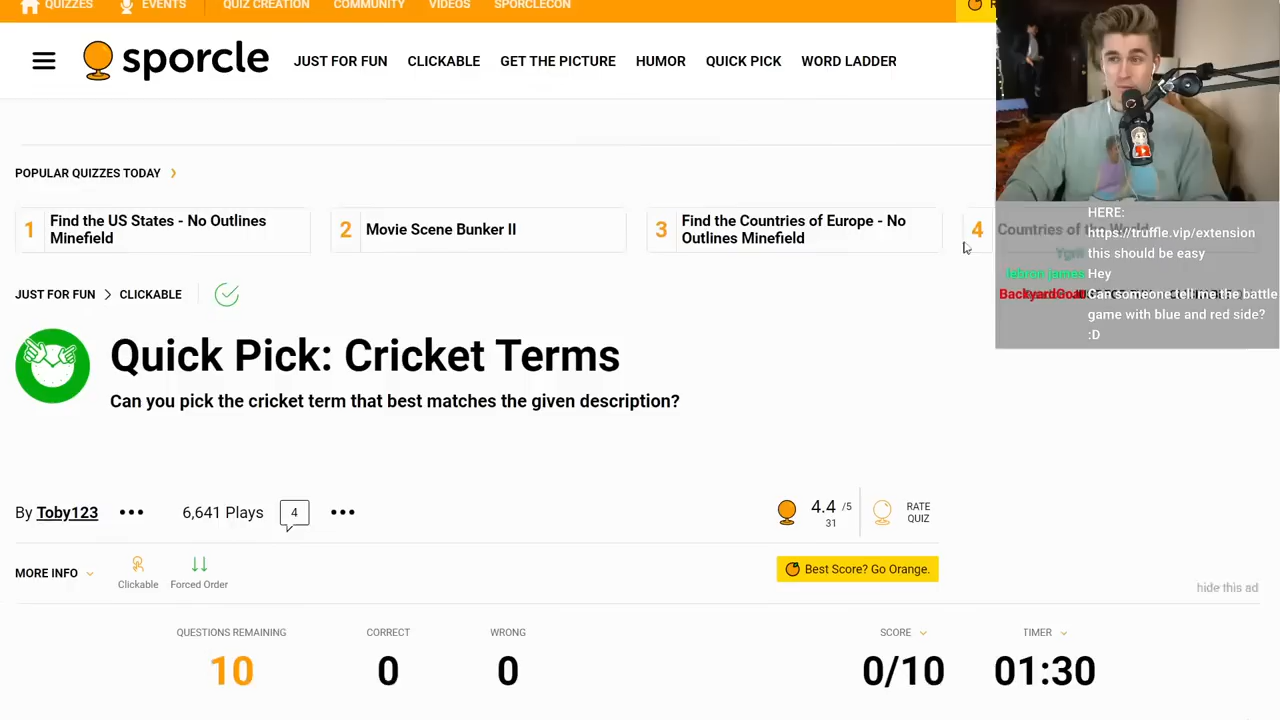 QUIZZES
EVENTS
QUIZ CREATION
COMMUNITY
VIDEOS
SPORCLECON
sporcle
JUST FOR FUN
CLICKABLE
GET THE PICTURE
HUMOR
QUICK PICK
WORD LADDER
POPULAR QUIZZES TODAY
1
Find the US States - No Outlines
Minefield
2
Movie Scene Bunker II
3
Find the Countries of Europe - No
Outlines Minefield
4
Countries of the World
HERE:
https://truffle.vip/extension
this should be easy
lebron james Hey
Can someone tell me the battle
game with blue and red side?
:D
JUST FOR FUN
CLICKABLE
Quick Pick: Cricket Terms
Can you pick the cricket term that best matches the given description?
By Toby123
6,641 Plays
4
4.4 /5
31
RATE
QUIZ
MORE INFO
Clickable
Forced Order
Best Score? Go Orange.
hide this ad
QUESTIONS REMAINING
10
CORRECT
0
WRONG
0
SCORE
0/10
TIMER
01:30